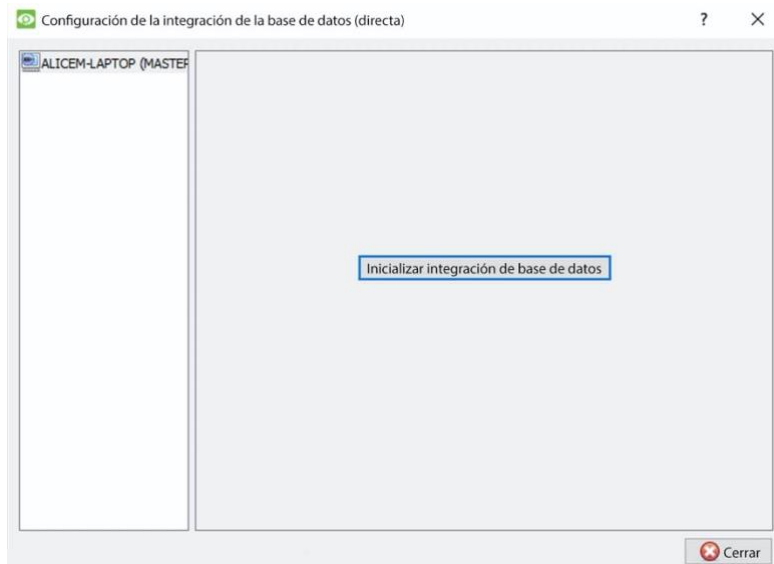 Configuración de la integración de la base de datos (directa)
?
ALICEM-LAPTOP (MASTER
Inicializar integración de base de datos
Cerrar